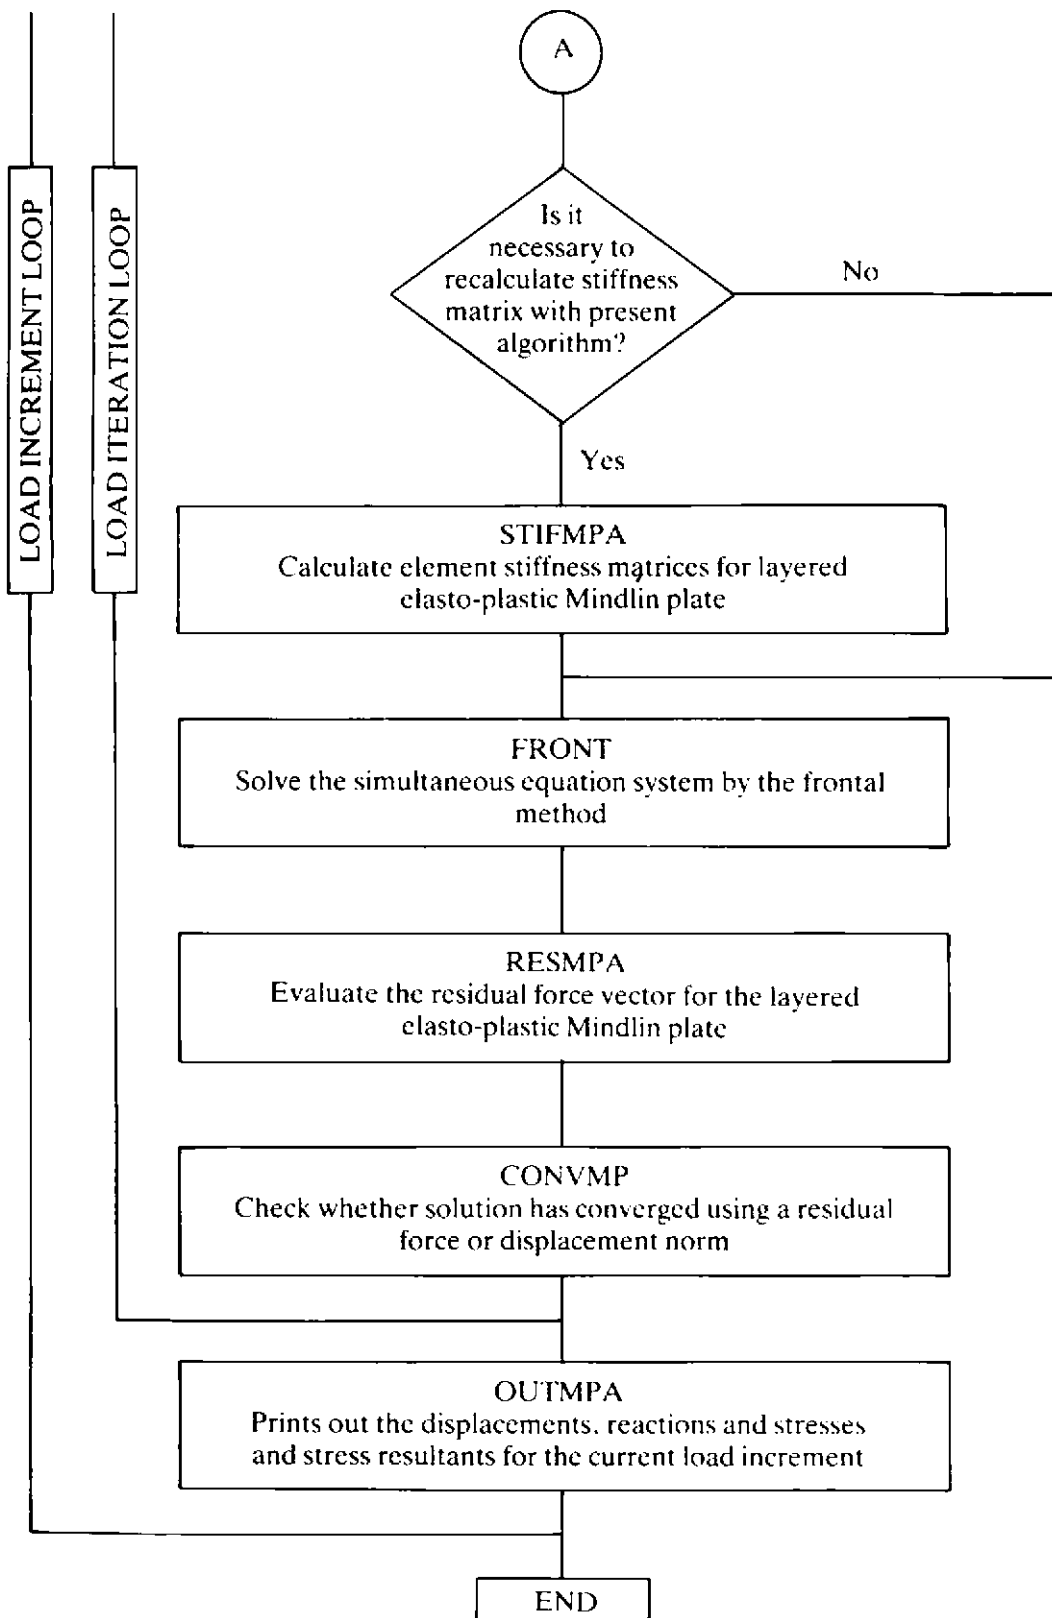 A
LOAD INCREMENT LOOP
LOAD ITERATION LOOP
Is it
necessary to
recalculate stiffness
matrix with present
algorithm?
No
Yes
STIFMPA
Calculate element stiffness matrices for layered
elasto-plastic Mindlin plate
FRONT
Solve the simultaneous equation system by the frontal
method
RESMPA
Evaluate the residual force vector for the layered
elasto-plastic Mindlin plate
CONVMP
Check whether solution has converged using a residual
force or displacement norm
OUTMPA
Prints out the displacements, reactions and stresses
and stress resultants for the current load increment
END